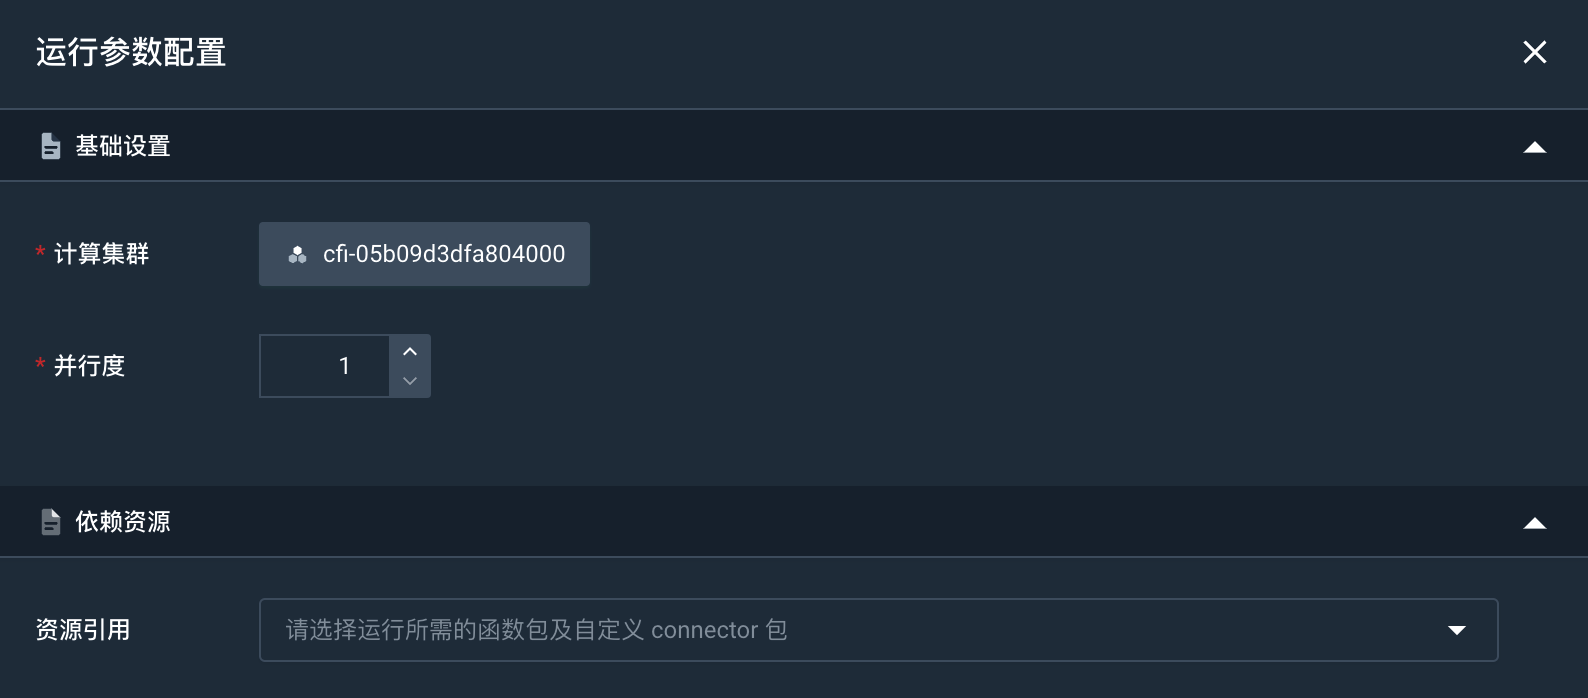 运行参数配置
基础设置
* 计算集群
cfi-05b09d3dfa804000
* 并行度
1
依赖资源
资源引用
请选择运行所需的函数包及自定义 connector 包